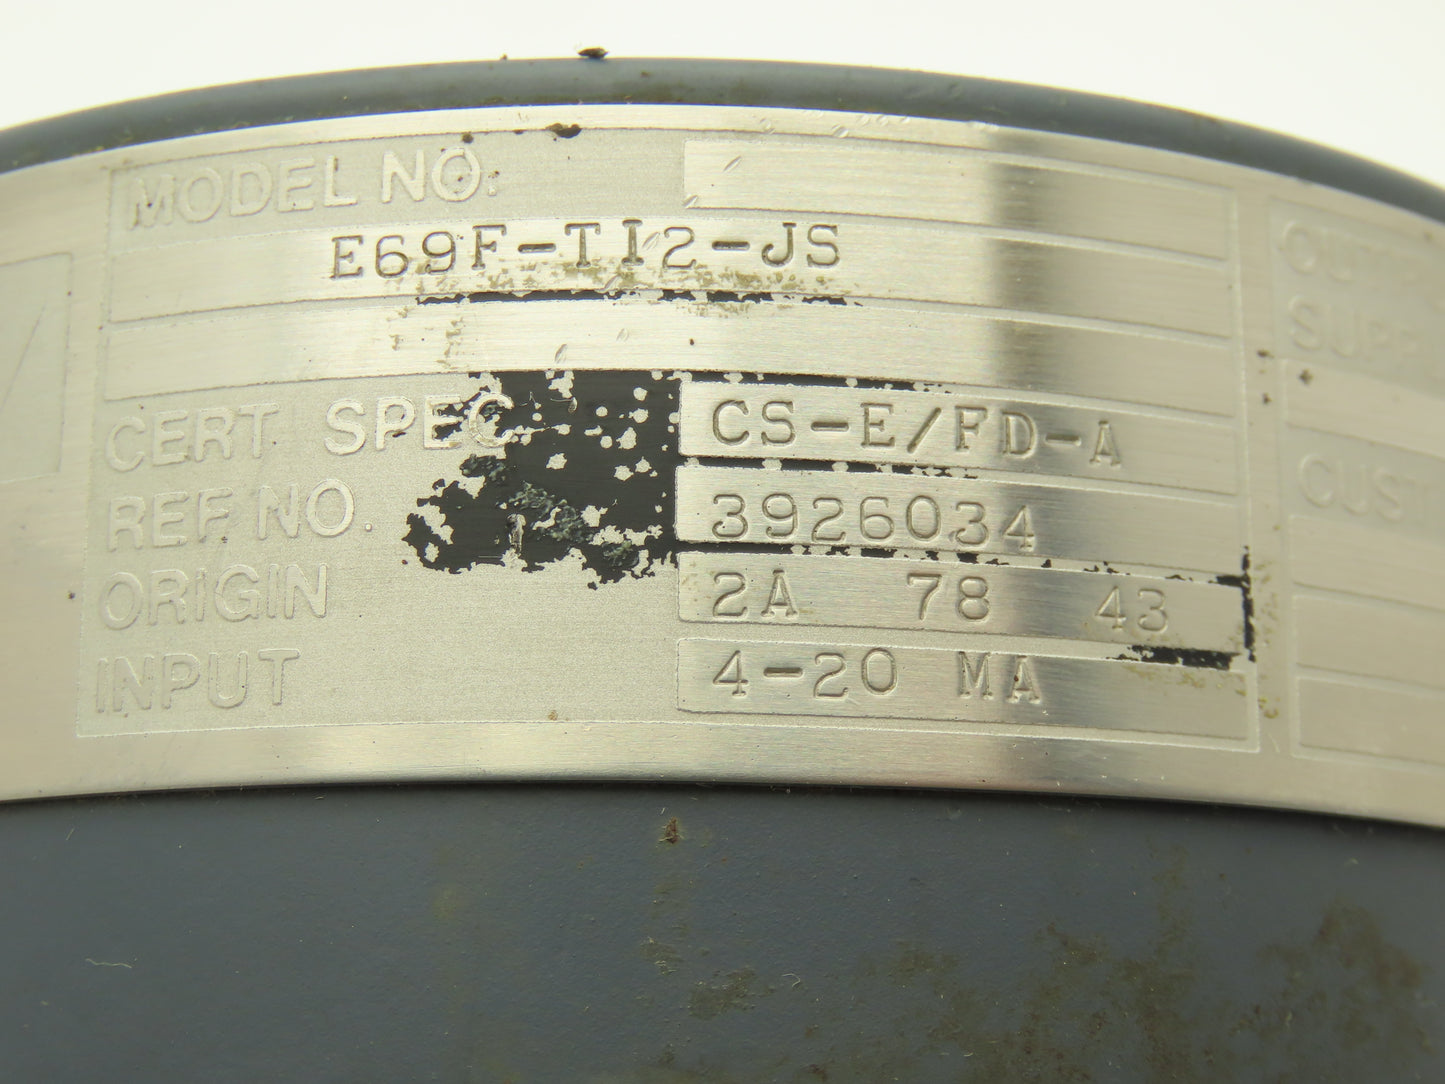 MODEL NO.
E69F-TI2-JS
CERT SPEC CS-E/FD-A
REF NO. 3926034
ORIGIN 2A 78 43
INPUT 4-20 MA
CUST